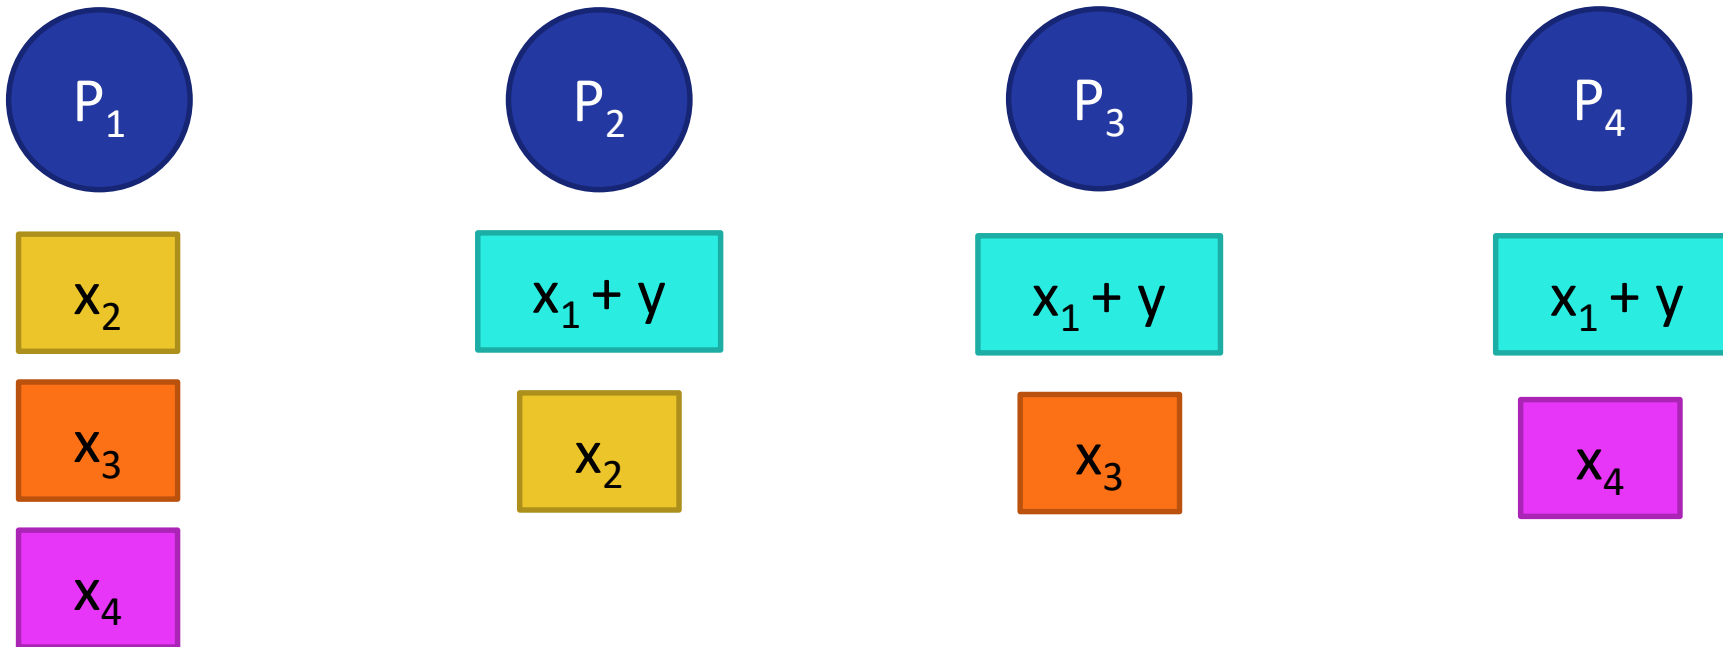 P₁ P₂ P₃ P₄
x₂ x₁ + y x₁ + y x₁ + y
x₃ x₂ x₃ x₄
x₄